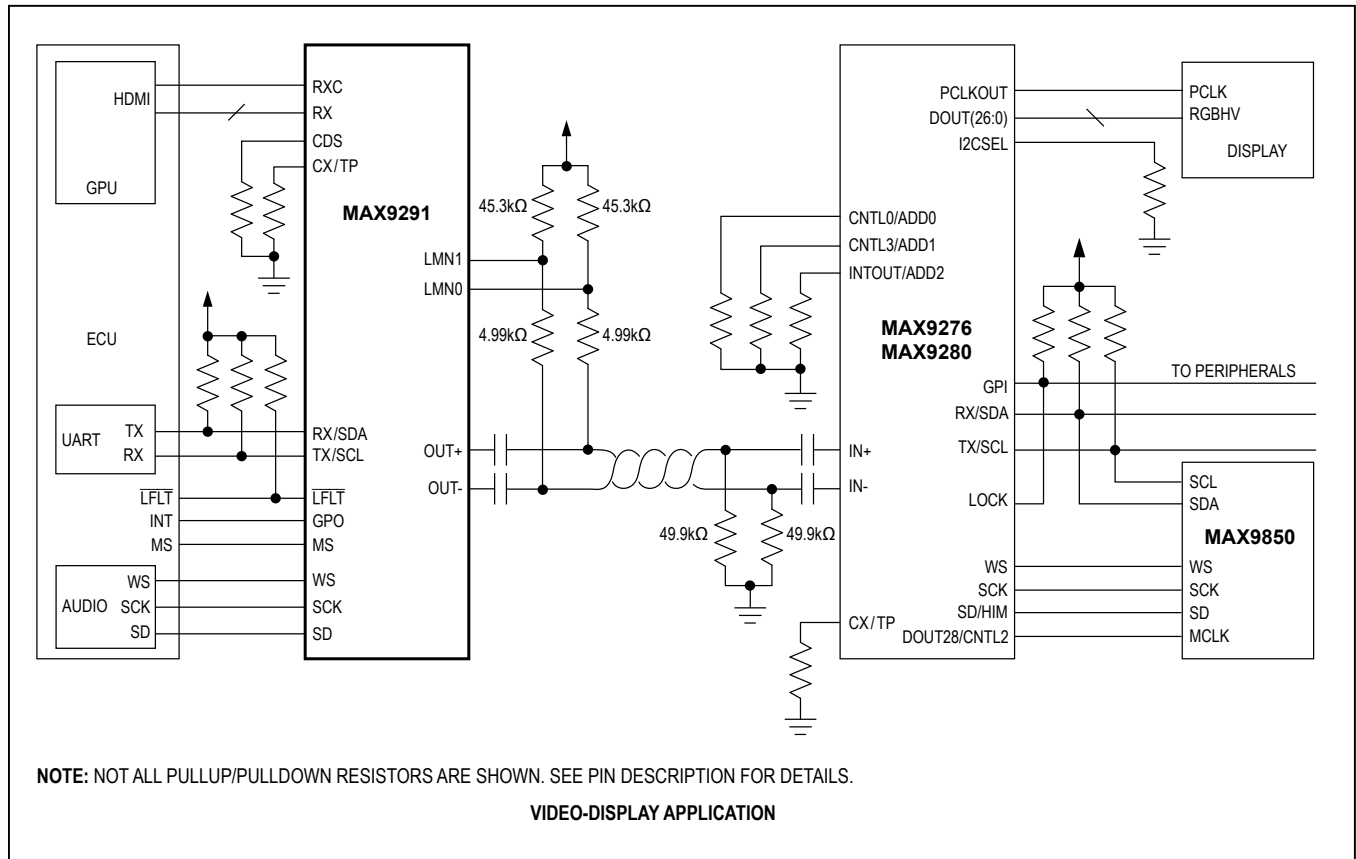 HDMI
GPU
ECU
UART
TX
RX
LFLT
INT
MS
AUDIO
WS
SCK
SD
RXC
RX
CDS
CX/TP
MAX9291
LMN1
LMN0
RX/SDA
TX/SCL
LFLT
GPO
MS
WS
SCK
SD
OUT+
OUT-
45.3kΩ
45.3kΩ
4.99kΩ
4.99kΩ
49.9kΩ
49.9kΩ
PCLKOUT
DOUT(26:0)
I2CSEL
CNTL0/ADD0
CNTL3/ADD1
INTOUT/ADD2
MAX9276
MAX9280
GPI
RX/SDA
TX/SCL
IN+
IN-
LOCK
CX/TP
WS
SCK
SD/HIM
DOUT28/CNTL2
PCLK
RGBHV
DISPLAY
TO PERIPHERALS
SCL
SDA
MAX9850
WS
SCK
SD
MCLK
NOTE: NOT ALL PULLUP/PULLDOWN RESISTORS ARE SHOWN. SEE PIN DESCRIPTION FOR DETAILS.
VIDEO-DISPLAY APPLICATION